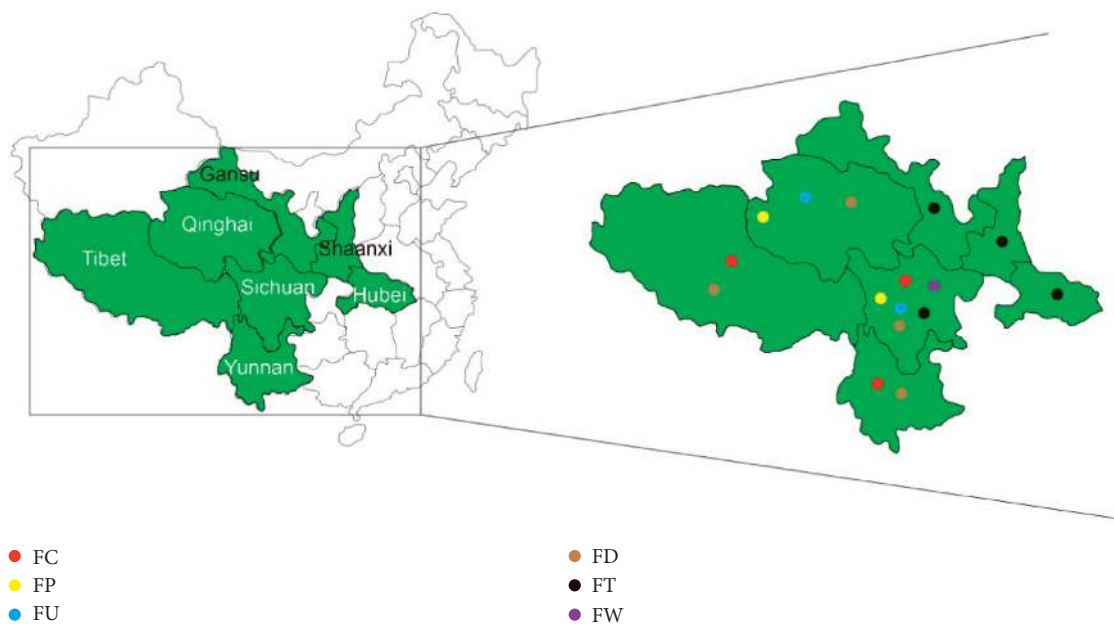 Gansu
Qinghai
Shaanxi
Tibet
Sichuan
Hubei
Yunnan
FC
FP
FU
FD
FT
FW